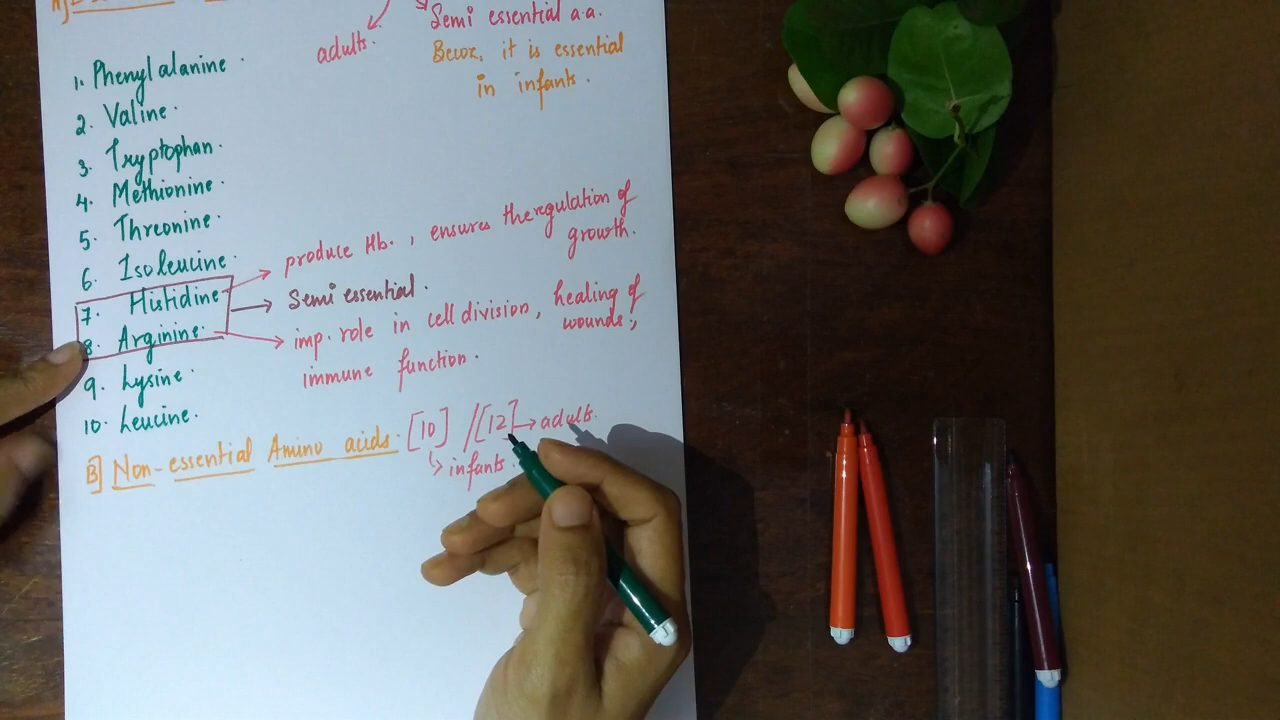 A]
adults.
Semi essential a.a.
Becoz, it is essential
in infants.
1. Phenyl alanine.
2. Valine.
3. Tryptophan.
4. Methionine.
5. Threonine.
6. Isoleucine.
7. Histidine
8. Arginine.
9. Lysine.
10. Leucine.
produce Hb., ensures the regulation of
growth.
Semi essential.
imp. role in cell division, healing of
wounds,
immune function.
B] Non-essential Amino acids. [10] / [12] → adults.
infants.